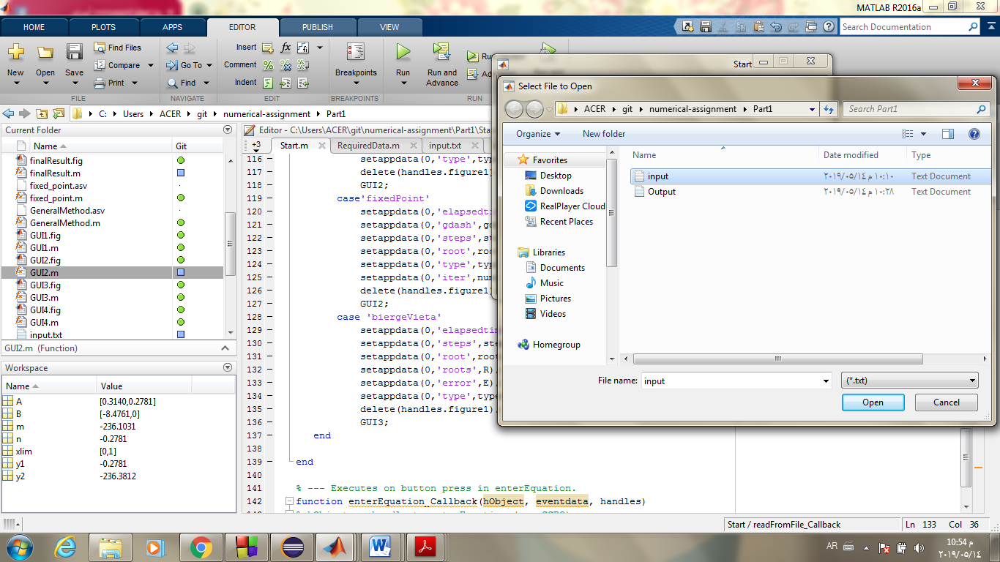 MATLAB R2016a
HOME PLOTS APPS EDITOR PUBLISH VIEW
Search Documentation
New Open Save
Find Files
Compare
Print
FILE
Go To
Find
NAVIGATE
Insert
Comment
Indent
EDIT
Breakpoints
BREAKPOINTS
Run
Run and Advance
RUN
Start
C: Users ACER git numerical-assignment Part1
Current Folder
Name Git
finalResult.fig
finalResult.m
fixed_point.asv
fixed_point.m
GeneralMethod.asv
GeneralMethod.m
GUI1.fig
GUI1.m
GUI2.fig
GUI2.m
GUI3.fig
GUI3.m
GUI4.fig
GUI4.m
input.txt
GUI2.m (Function)
Workspace
Name Value
A [0.3140,0.2781]
B [-8.4761,0]
m -236.1031
n -0.2781
xlim [0,1]
y1 -0.2781
y2 -236.3812
Editor - C:\Users\ACER\git\numerical-assignment\Part1\Sta
+3 Start.m RequiredData.m input.txt
116 setappdata(0,'type',typ
117 delete(handles.figure1)
118 GUI2;
119 case'fixedPoint'
120 setappdata(0,'elapsedti
121 setappdata(0,'gdash',g
122 setappdata(0,'steps',st
123 setappdata(0,'root',roo
124 setappdata(0,'type',typ
125 setappdata(0,'iter',num
126 delete(handles.figure1)
127 GUI2;
128 case 'biergeVieta'
129 setappdata(0,'elapsedtim
130 setappdata(0,'steps',ste
131 setappdata(0,'root',root
132 setappdata(0,'roots',R)
133 setappdata(0,'error',E)
134 setappdata(0,'type',type
135 delete(handles.figure1)
136 GUI3;
137 end
138
139 end
140
141 % --- Executes on button press in enterEquation.
142 function enterEquation_Callback(hObject, eventdata, handles)
Select File to Open
ACER git numerical-assignment Part1
Search Part1
Organize New folder
Favorites
Desktop
Downloads
RealPlayer Cloud
Recent Places
Libraries
Documents
Music
Pictures
Videos
Homegroup
Name Date modified Type
input ٢٠١٩/٠٥/١٤ م ١٠:١٠ Text Document
Output ٢٠١٩/٠٥/١٤ م ١٠:٢٨ Text Document
File name: input (*.txt)
Open Cancel
Start / readFromFile_Callback Ln 133 Col 36
AR
10:54 م
٢٠١٩/٠٥/١٤